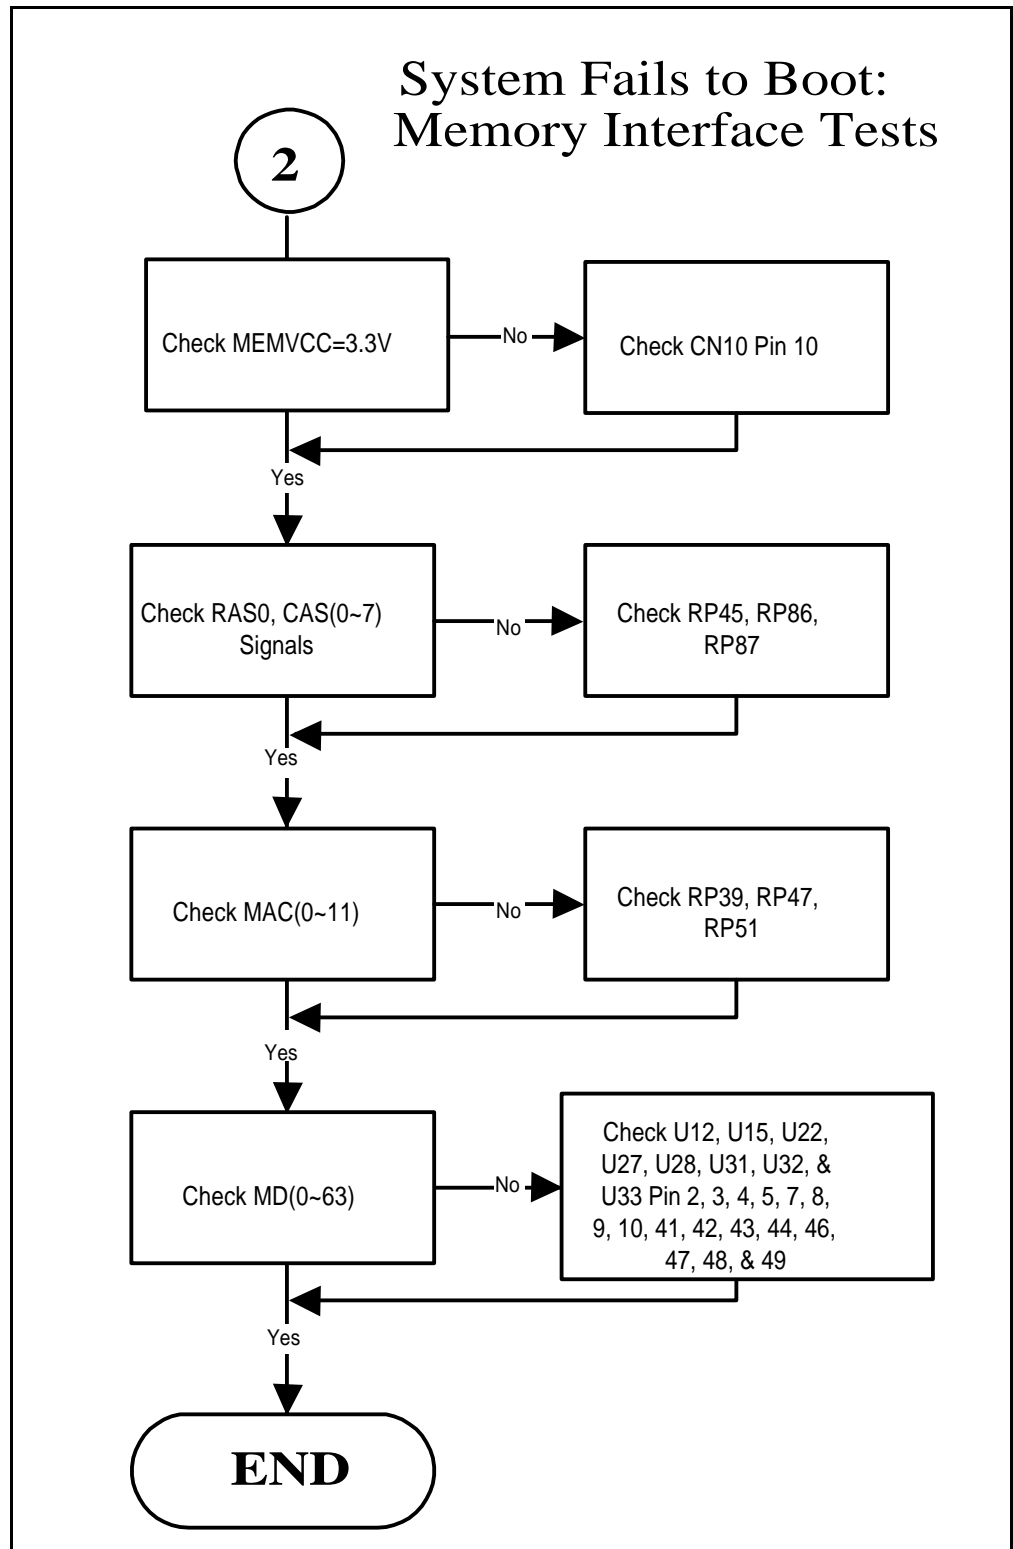 System Fails to Boot:
Memory Interface Tests
2
Check MEMVCC=3.3V
No
Check CN10 Pin 10
Yes
Check RAS0, CAS(0~7)
Signals
No
Check RP45, RP86,
RP87
Yes
Check MAC(0~11)
No
Check RP39, RP47,
RP51
Yes
Check MD(0~63)
No
Check U12, U15, U22,
U27, U28, U31, U32, &
U33 Pin 2, 3, 4, 5, 7, 8,
9, 10, 41, 42, 43, 44, 46,
47, 48, & 49
Yes
END